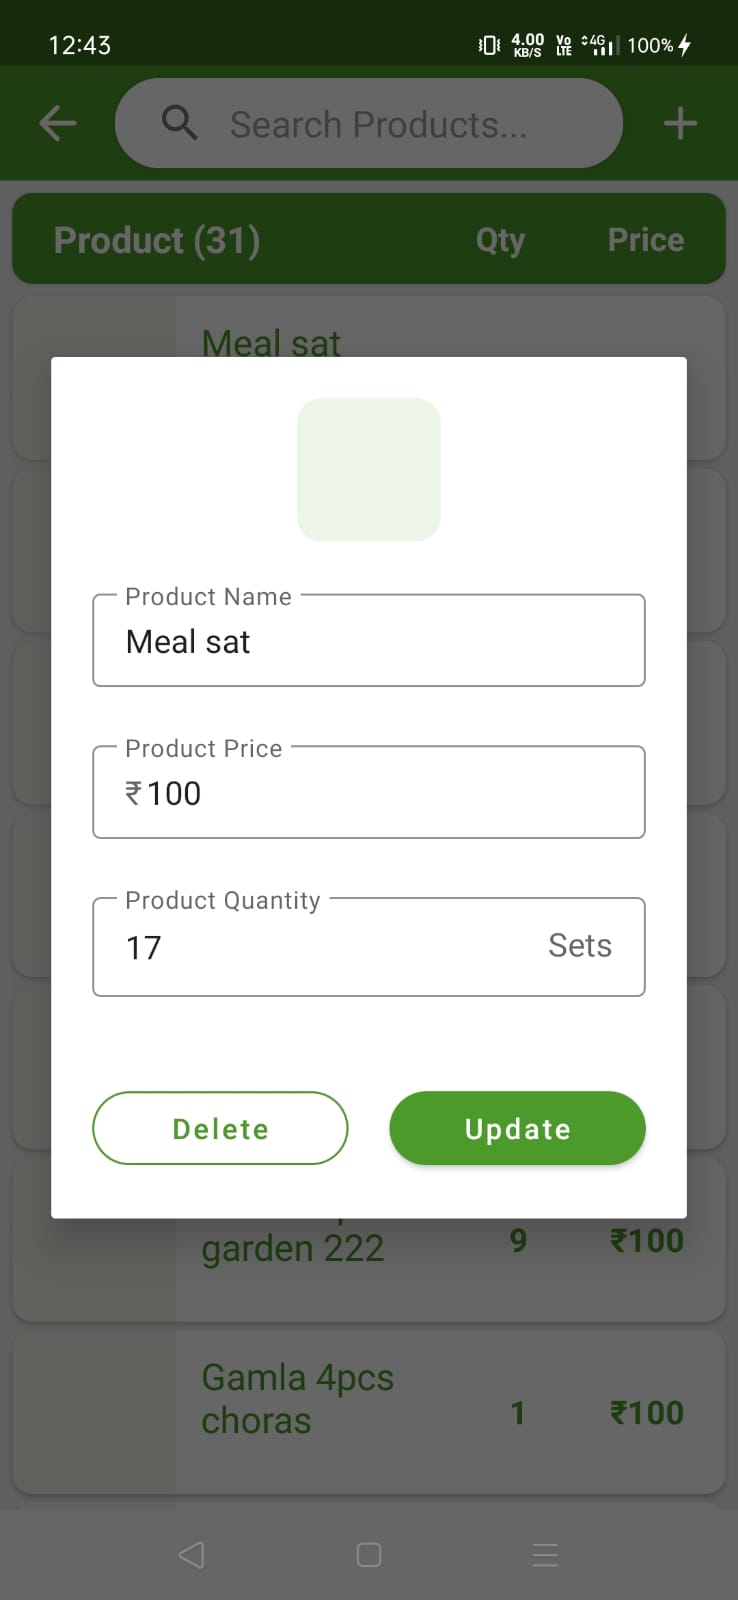 12:43
4.00 KB/S Vo LTE 4G 100%
Search Products...
Product (31) Qty Price
Meal sat
Product Name
Meal sat
Product Price
₹100
Product Quantity
17 Sets
Delete Update
garden 222 9 ₹100
Gamla 4pcs
choras 1 ₹100